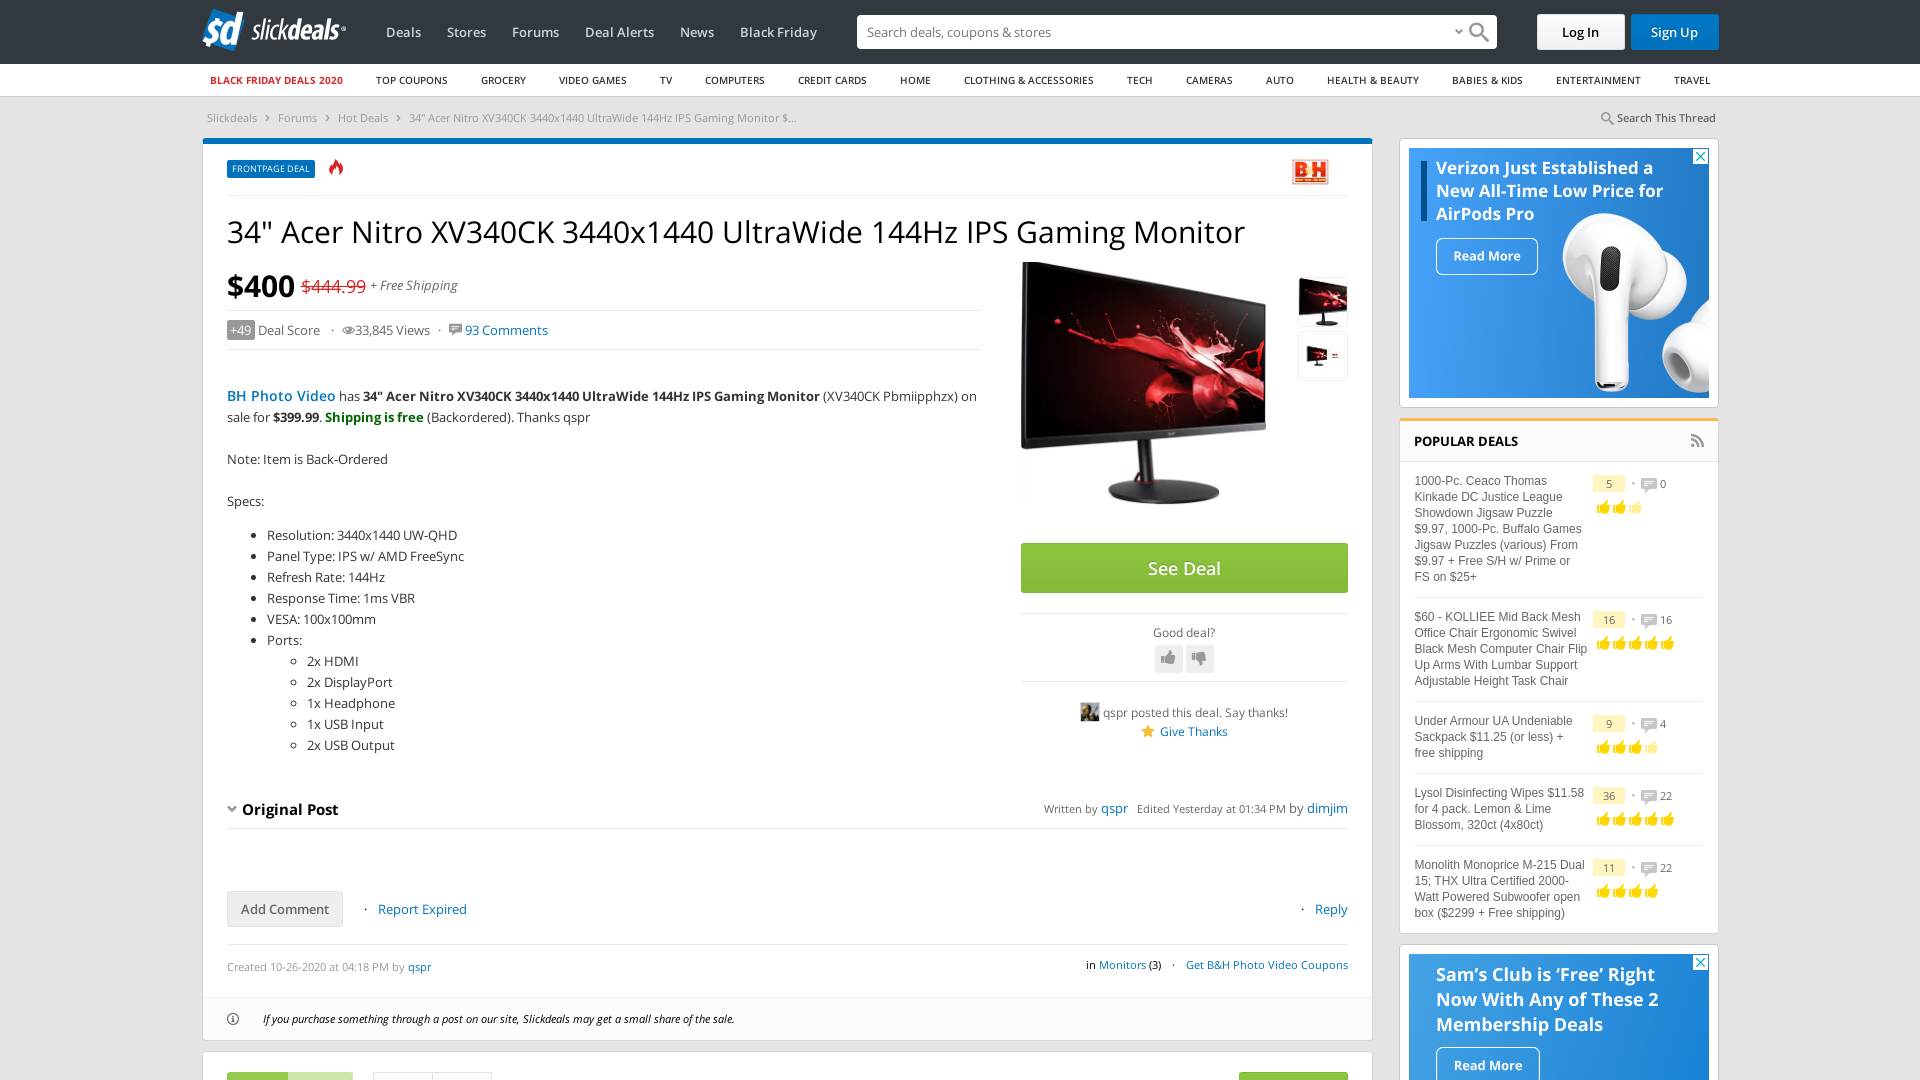 sd slickdeals
Deals Stores Forums Deal Alerts News Black Friday
Search deals, coupons & stores
Log In
Sign Up
BLACK FRIDAY DEALS 2020 TOP COUPONS GROCERY VIDEO GAMES TV COMPUTERS CREDIT CARDS HOME CLOTHING & ACCESSORIES TECH CAMERAS AUTO HEALTH & BEAUTY BABIES & KIDS ENTERTAINMENT TRAVEL
Slickdeals › Forums › Hot Deals › 34" Acer Nitro XV340CK 3440x1440 UltraWide 144Hz IPS Gaming Monitor $...
Search This Thread
FRONTPAGE DEAL
B&H
34" Acer Nitro XV340CK 3440x1440 UltraWide 144Hz IPS Gaming Monitor
$400 $444.99 + Free Shipping
+49 Deal Score · 33,845 Views · 93 Comments
BH Photo Video has 34" Acer Nitro XV340CK 3440x1440 UltraWide 144Hz IPS Gaming Monitor (XV340CK Pbmiipphzx) on
sale for $399.99. Shipping is free (Backordered). Thanks qspr
Note: Item is Back-Ordered
Specs:
• Resolution: 3440x1440 UW-QHD
• Panel Type: IPS w/ AMD FreeSync
• Refresh Rate: 144Hz
• Response Time: 1ms VBR
• VESA: 100x100mm
• Ports:
◦ 2x HDMI
◦ 2x DisplayPort
◦ 1x Headphone
◦ 1x USB Input
◦ 2x USB Output
See Deal
Good deal?
qspr posted this deal. Say thanks!
Give Thanks
Original Post
Written by qspr Edited Yesterday at 01:34 PM by dimjim
Add Comment · Report Expired
· Reply
Created 10-26-2020 at 04:18 PM by qspr
in Monitors (3) · Get B&H Photo Video Coupons
If you purchase something through a post on our site, Slickdeals may get a small share of the sale.
Verizon Just Established a
New All-Time Low Price for
AirPods Pro
Read More
POPULAR DEALS
1000-Pc. Ceaco Thomas
Kinkade DC Justice League
Showdown Jigsaw Puzzle
$9.97, 1000-Pc. Buffalo Games
Jigsaw Puzzles (various) From
$9.97 + Free S/H w/ Prime or
FS on $25+
5 • 0
$60 - KOLLIEE Mid Back Mesh
Office Chair Ergonomic Swivel
Black Mesh Computer Chair Flip
Up Arms With Lumbar Support
Adjustable Height Task Chair
16 • 16
Under Armour UA Undeniable
Sackpack $11.25 (or less) +
free shipping
9 • 4
Lysol Disinfecting Wipes $11.58
for 4 pack. Lemon & Lime
Blossom, 320ct (4x80ct)
36 • 22
Monolith Monoprice M-215 Dual
15; THX Ultra Certified 2000-
Watt Powered Subwoofer open
box ($2299 + Free shipping)
11 • 22
Sam's Club is 'Free' Right
Now With Any of These 2
Membership Deals
Read More